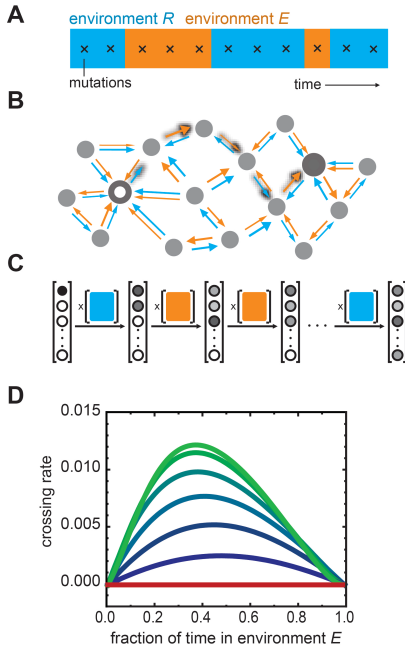 A
environment R environment E
× × × × × × × × × × ×
mutations
time
B
C
x
x
x
. . .
x
D
0.015
0.010
0.005
0.000
crossing rate
0.0 0.2 0.4 0.6 0.8 1.0
fraction of time in environment E